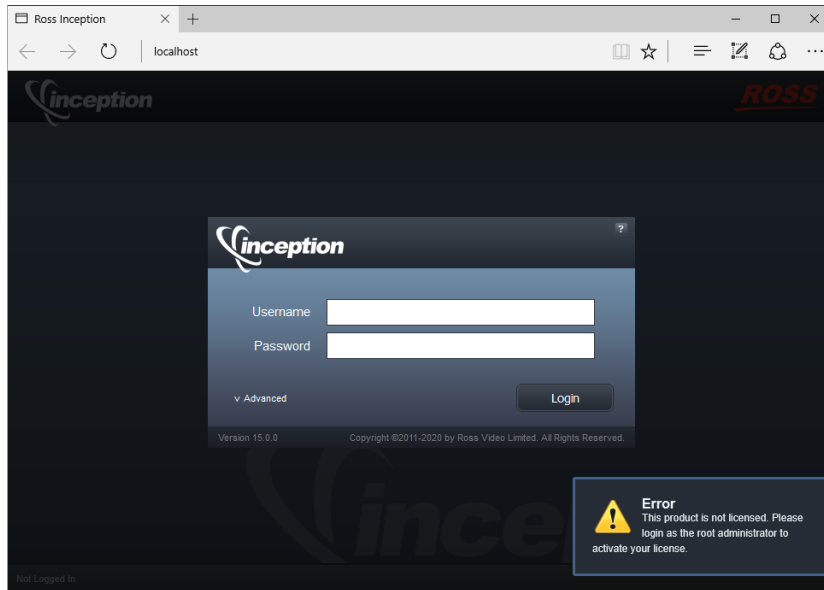 Ross Inception
localhost
inception
ROSS
inception
?
Username
Password
v Advanced
Login
Version 15.0.0
Copyright ©2011-2020 by Ross Video Limited. All Rights Reserved.
Error
This product is not licensed. Please
login as the root administrator to
activate your license.
Not Logged In